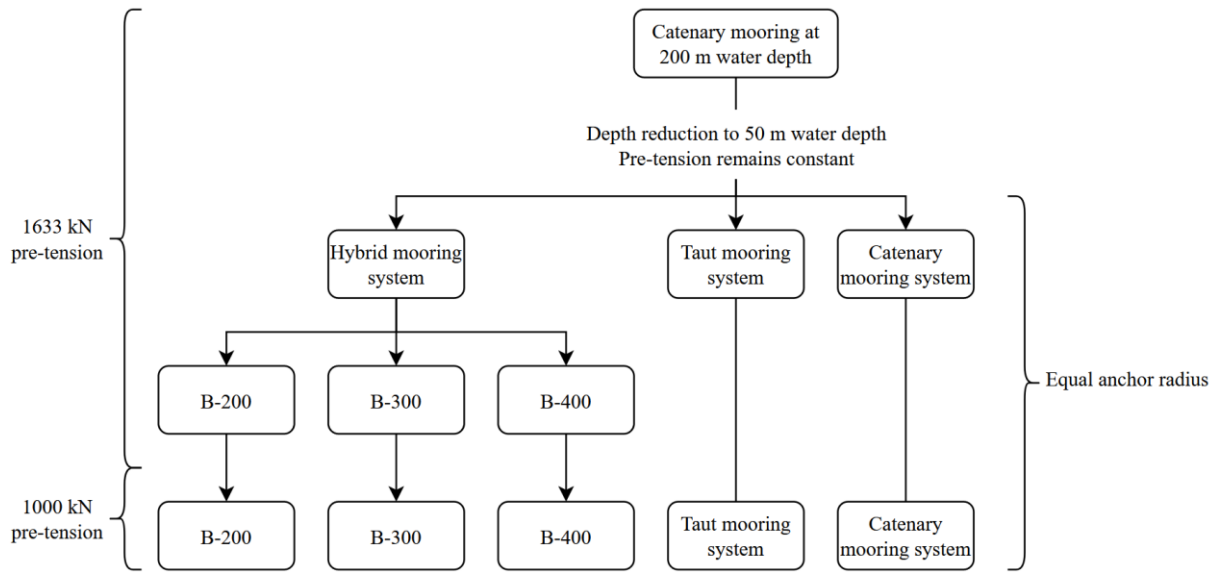 Catenary mooring at
200 m water depth
Depth reduction to 50 m water depth
Pre-tension remains constant
1633 kN
pre-tension
Hybrid mooring
system
Taut mooring
system
Catenary
mooring system
B-200
B-300
B-400
Equal anchor radius
1000 kN
pre-tension
B-200
B-300
B-400
Taut mooring
system
Catenary
mooring system